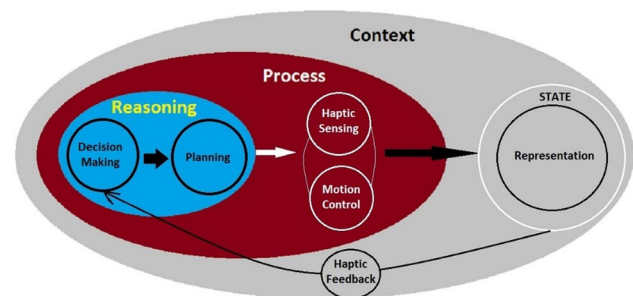 Context
Process
Reasoning
Decision
Making
Planning
Haptic
Sensing
Motion
Control
STATE
Representation
Haptic
Feedback